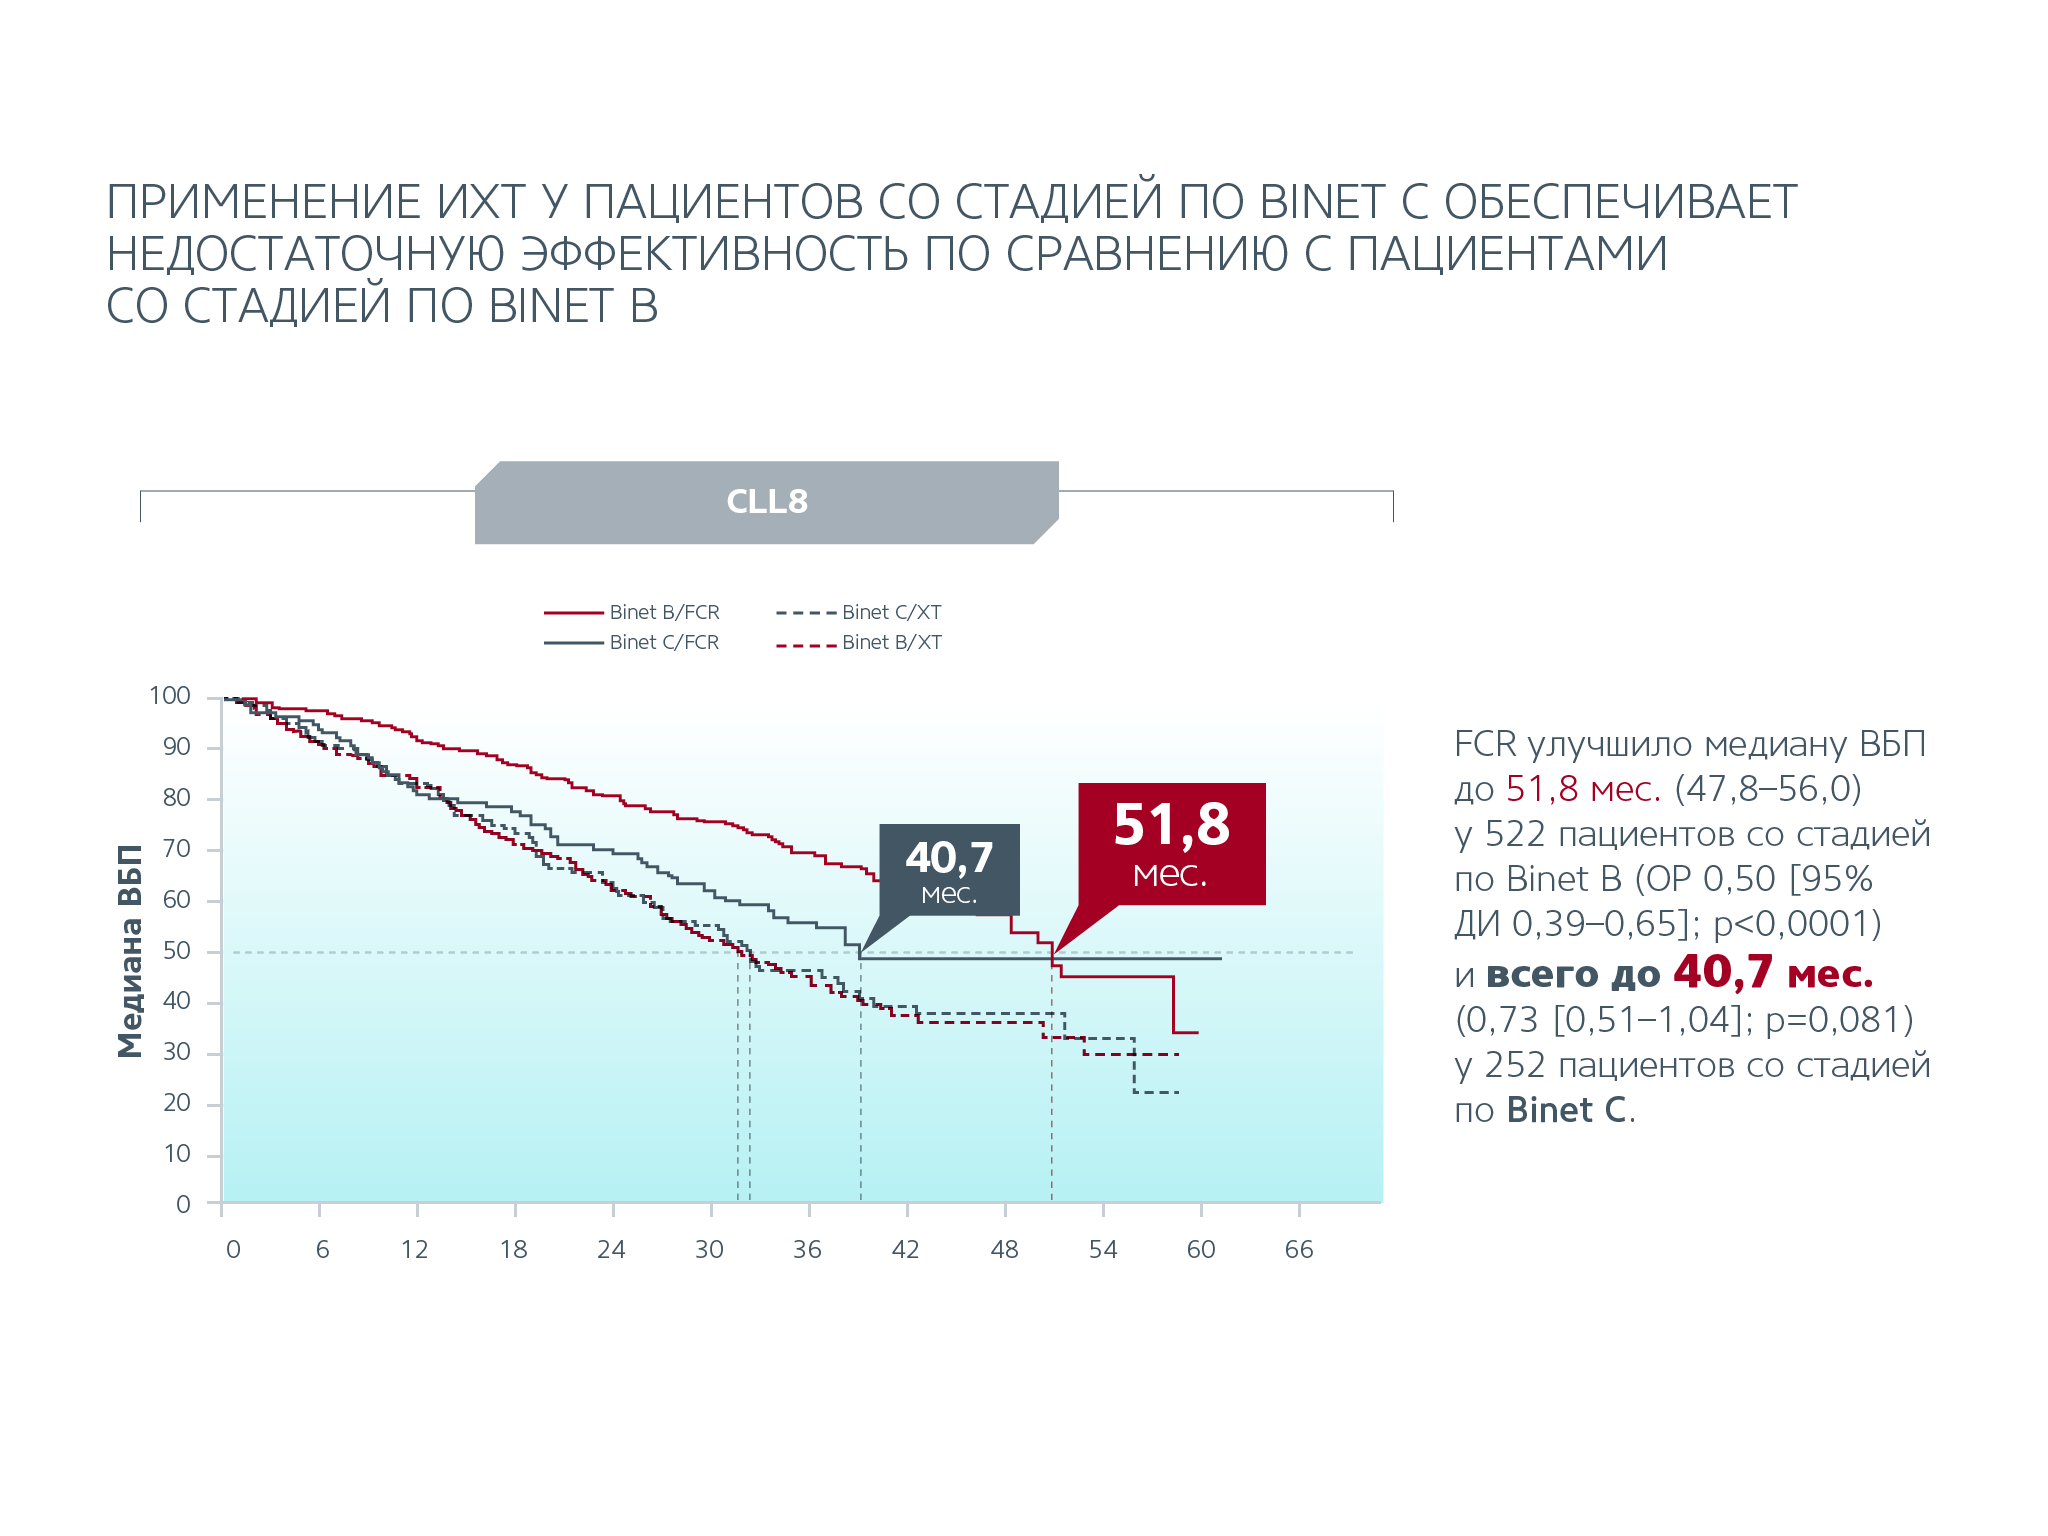 ПРИМЕНЕНИЕ ИХТ У ПАЦИЕНТОВ СО СТАДИЕЙ ПО BINET C ОБЕСПЕЧИВАЕТ
НЕДОСТАТОЧНУЮ ЭФФЕКТИВНОСТЬ ПО СРАВНЕНИЮ С ПАЦИЕНТАМИ
СО СТАДИЕЙ ПО BINET B
CLL8
Binet B/FCR
Binet C/XT
Binet C/FCR
Binet B/XT
Медиана ВБП
100
90
80
70
60
50
40
30
20
10
0
0 6 12 18 24 30 36 42 48 54 60 66
40,7
мес.
51,8
мес.
FCR улучшило медиану ВБП
до 51,8 мес. (47,8–56,0)
у 522 пациентов со стадией
по Binet B (ОР 0,50 [95%
ДИ 0,39–0,65]; p<0,0001)
и всего до 40,7 мес.
(0,73 [0,51–1,04]; p=0,081)
у 252 пациентов со стадией
по Binet C.